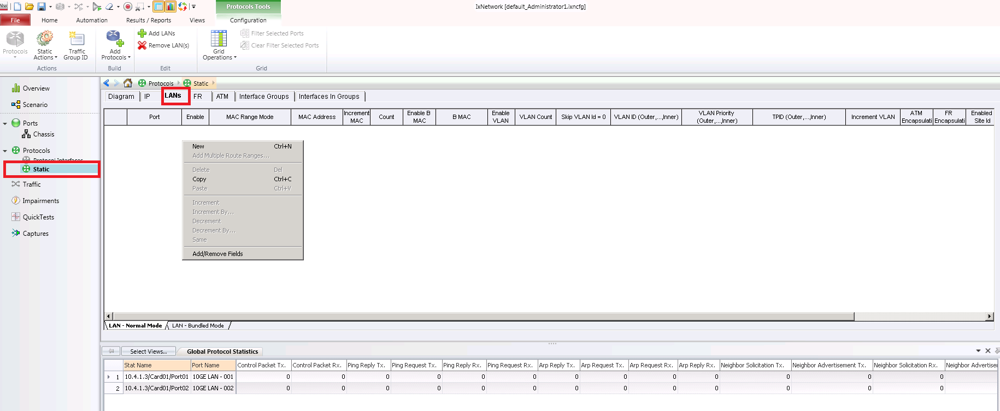 Nw
IxNetwork [default_Administrator1.ixncfg]
Protocols Tools
File Home Automation Results / Reports Views Configuration
Protocols
Static Actions
Traffic Group ID
Actions
Add Protocols
Build
Add LANs
Remove LAN(s)
Edit
Grid Operations
Filter Selected Ports
Clear Filter Selected Ports
Grid
Overview
Scenario
Ports
Chassis
Protocols
Protocol Interfaces
Static
Traffic
Impairments
QuickTests
Captures
Protocols Static
Diagram IP LANs FR ATM Interface Groups Interfaces In Groups
Port Enable MAC Range Mode MAC Address Increment MAC Count Enable B MAC B MAC Enable VLAN VLAN Count Skip VLAN Id = 0 VLAN ID (Outer,...,Inner) VLAN Priority (Outer,...,Inner) TPID (Outer,...,Inner) Increment VLAN ATM Encapsulati FR Encapsulati Enabled Site Id
New Ctrl+N
Add Multiple Route Ranges...
Delete Del
Copy Ctrl+C
Paste Ctrl+V
Increment
Increment By...
Decrement
Decrement By...
Same
Add/Remove Fields
LAN - Normal Mode LAN - Bundled Mode
Select Views... Global Protocol Statistics
Stat Name Port Name Control Packet Tx. Control Packet Rx. Ping Reply Tx. Ping Request Tx. Ping Reply Rx. Ping Request Rx. Arp Reply Tx. Arp Request Tx. Arp Request Rx. Arp Reply Rx. Neighbor Solicitation Tx. Neighbor Advertisement Tx. Neighbor Solicitation Rx. Neighbor Advertiser
1 10.4.1.3/Card01/Port01 10GE LAN - 001 0 0 0 0 0 0 0 0 0 0 0 0 0
2 10.4.1.3/Card01/Port02 10GE LAN - 002 0 0 0 0 0 0 0 0 0 0 0 0 0